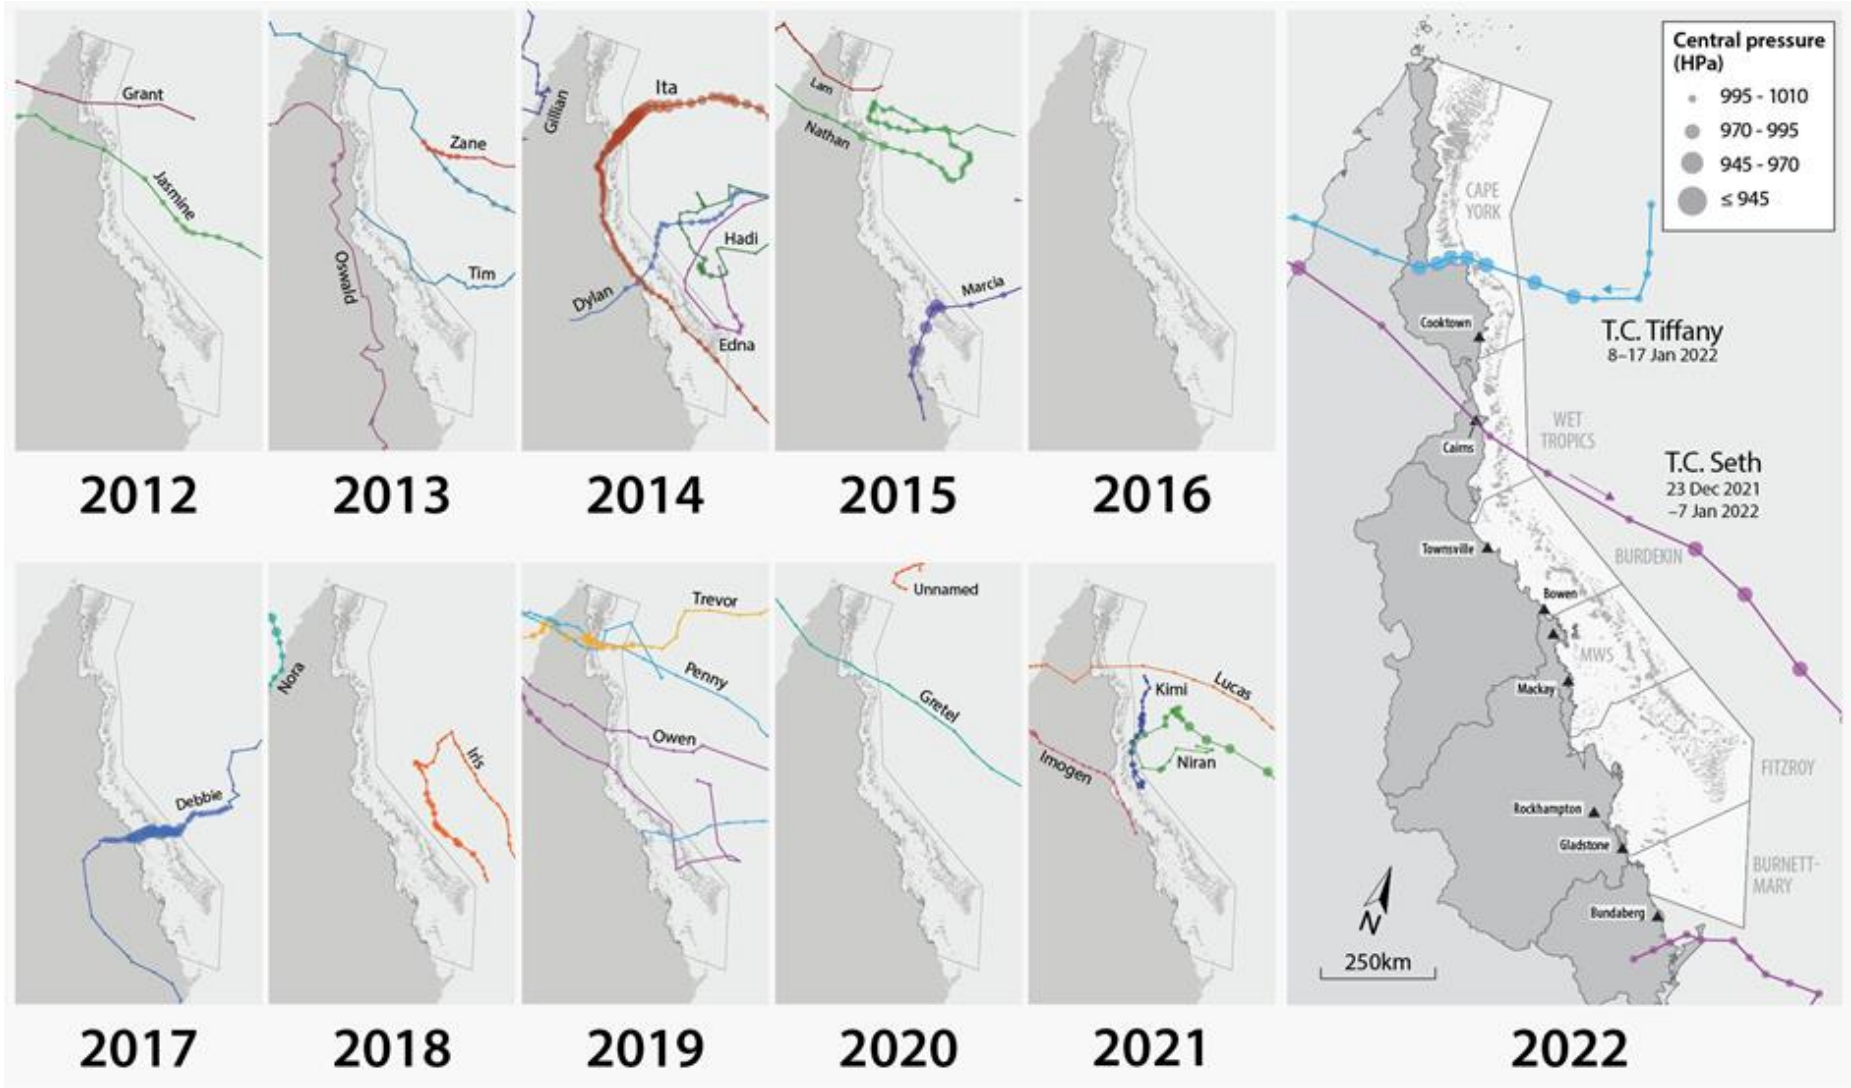 Grant
Jasmine
2012
Zane
Tim
Oswald
2013
Gillian
Ita
Hadi
Dylan
Edna
2014
Lam
Nathan
Marcia
2015
2016
Debbie
2017
Nora
Iris
2018
Trevor
Penny
Owen
2019
Unnamed
Gretel
2020
Kimi
Lucas
Imogen
Niran
2021
Central pressure
(HPa)
995 - 1010
970 - 995
945 - 970
≤ 945
CAPE
YORK
Cooktown
T.C. Tiffany
8–17 Jan 2022
WET
TROPICS
Cairns
T.C. Seth
23 Dec 2021
–7 Jan 2022
Townsville
BURDEKIN
Bowen
MWS
Mackay
FITZROY
Rockhampton
Gladstone
BURNETT-
MARY
Bundaberg
N
250km
2022